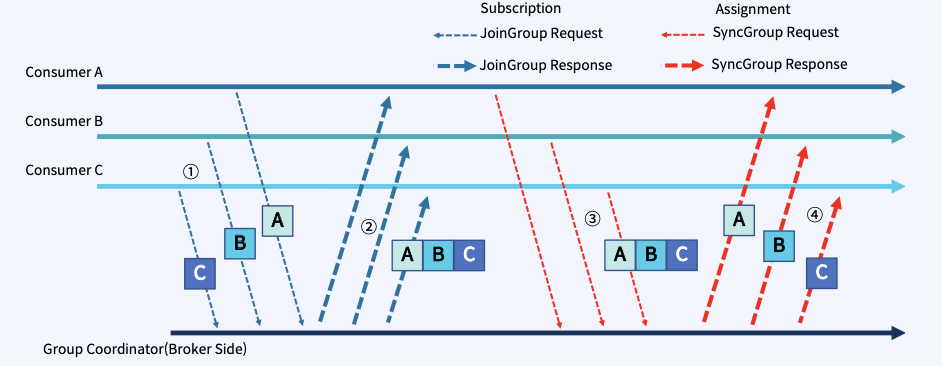 Subscription
Assignment
JoinGroup Request
SyncGroup Request
JoinGroup Response
SyncGroup Response
Consumer A
Consumer B
Consumer C
①
②
③
④
A
B
C
A B C
A B C
A
B
C
Group Coordinator(Broker Side)